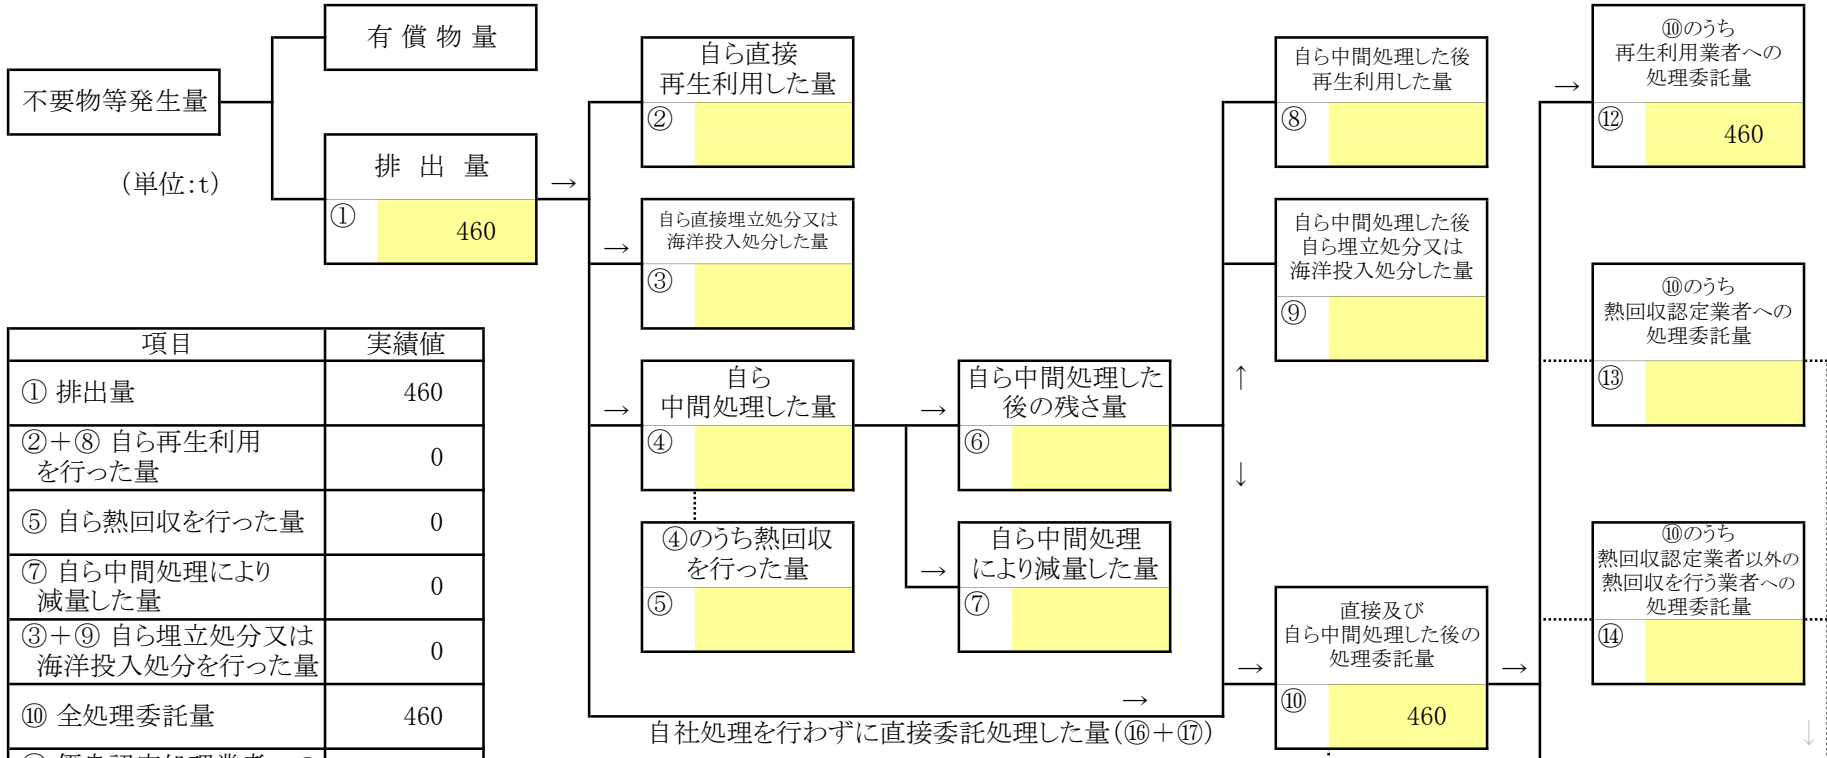 有 償 物 量
不要物等発生量
(単位:t)
排 出 量
→
①
460
自ら直接
再生利用した量
②
→
自ら直接埋立処分又は
海洋投入処分した量
③
→
自ら
中間処理した量
④
④のうち熱回収
を行った量
⑤
→
自ら中間処理した
後の残さ量
⑥
→
自ら中間処理
により減量した量
⑦
自ら中間処理した後
再生利用した量
⑧
自ら中間処理した後
自ら埋立処分又は
海洋投入処分した量
⑨
↑
↓
→
自社処理を行わずに直接委託処理した量(⑯+⑰)
→
直接及び
自ら中間処理した後の
処理委託量
⑩
460
→
→
⑩のうち
再生利用業者への
処理委託量
⑫
460
⑩のうち
熱回収認定業者への
処理委託量
⑬
⑩のうち
熱回収認定業者以外の
熱回収を行う業者への
処理委託量
⑭
↓
項目 実績値
① 排出量 460
②+⑧ 自ら再生利用
を行った量 0
⑤ 自ら熱回収を行った量 0
⑦ 自ら中間処理により
減量した量 0
③+⑨ 自ら埋立処分又は
海洋投入処分を行った量 0
⑩ 全処理委託量 460